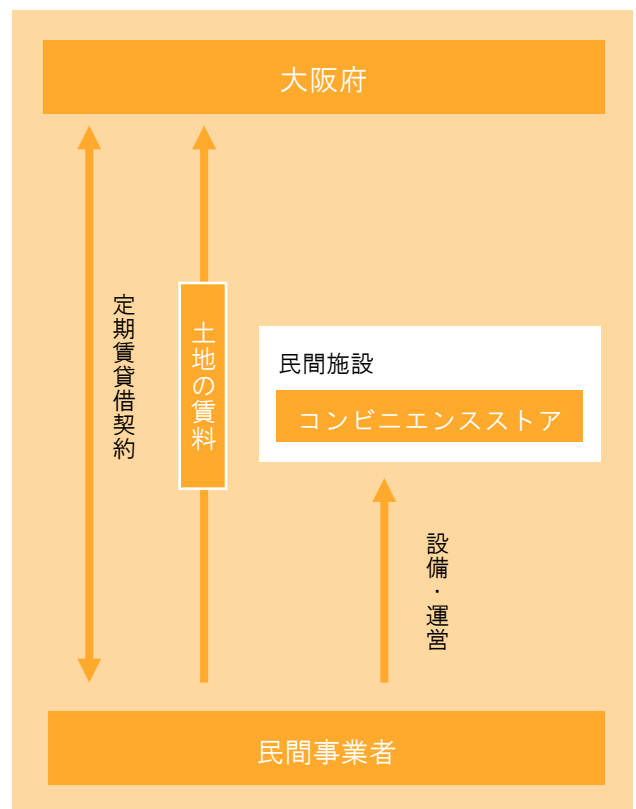 大阪府
定期賃貸借契約
土地の賃料
民間施設
コンビニエンスストア
設備・運営
民間事業者